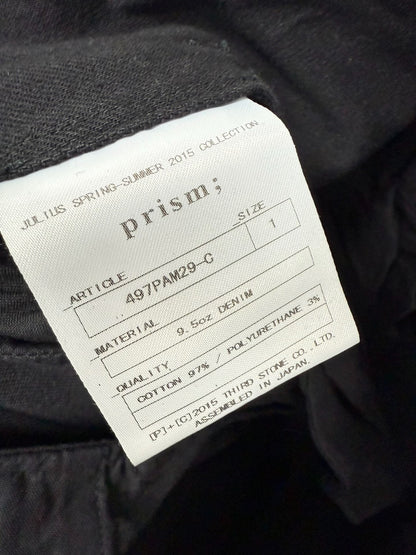 JULIUS SPRING-SUMMER 2015 COLLECTION
prism;
ARTICLE
SIZE
497PAM29-C
1
MATERIAL
9.5oz DENIM
QUALITY
COTTON 97% / POLYURETHANE 3%
[P]+[C]2015 THIRD STONE CO., LTD.
ASSEMBLED IN JAPAN.